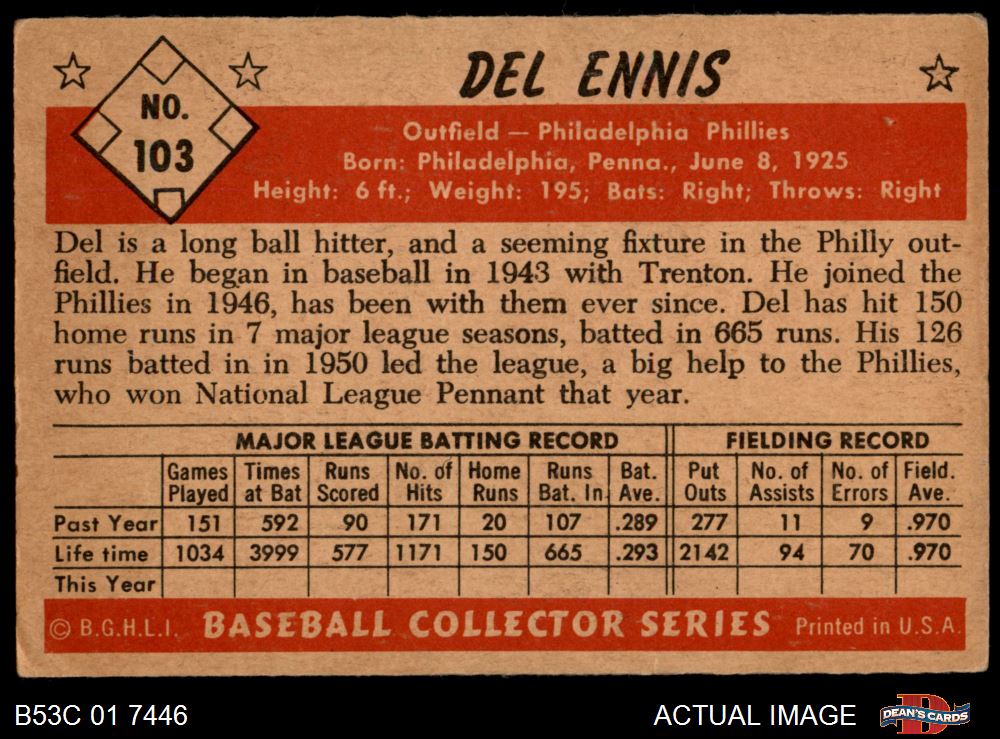 NO.
103
DEL ENNIS
Outfield — Philadelphia Phillies
Born: Philadelphia, Penna., June 8, 1925
Height: 6 ft.; Weight: 195; Bats: Right; Throws: Right
Del is a long ball hitter, and a seeming fixture in the Philly out-
field. He began in baseball in 1943 with Trenton. He joined the
Phillies in 1946, has been with them ever since. Del has hit 150
home runs in 7 major league seasons, batted in 665 runs. His 126
runs batted in in 1950 led the league, a big help to the Phillies,
who won National League Pennant that year.
MAJOR LEAGUE BATTING RECORD FIELDING RECORD
Games Times Runs No. of Home Runs Bat. Put No. of No. of Field.
Played at Bat Scored Hits Runs Bat. In Ave. Outs Assists Errors Ave.
Past Year 151 592 90 171 20 107 .289 277 11 9 .970
Life time 1034 3999 577 1171 150 665 .293 2142 94 70 .970
This Year
© B.G.H.L.I. BASEBALL COLLECTOR SERIES Printed in U.S.A.
B53C 01 7446 ACTUAL IMAGE DEAN'S CARDS